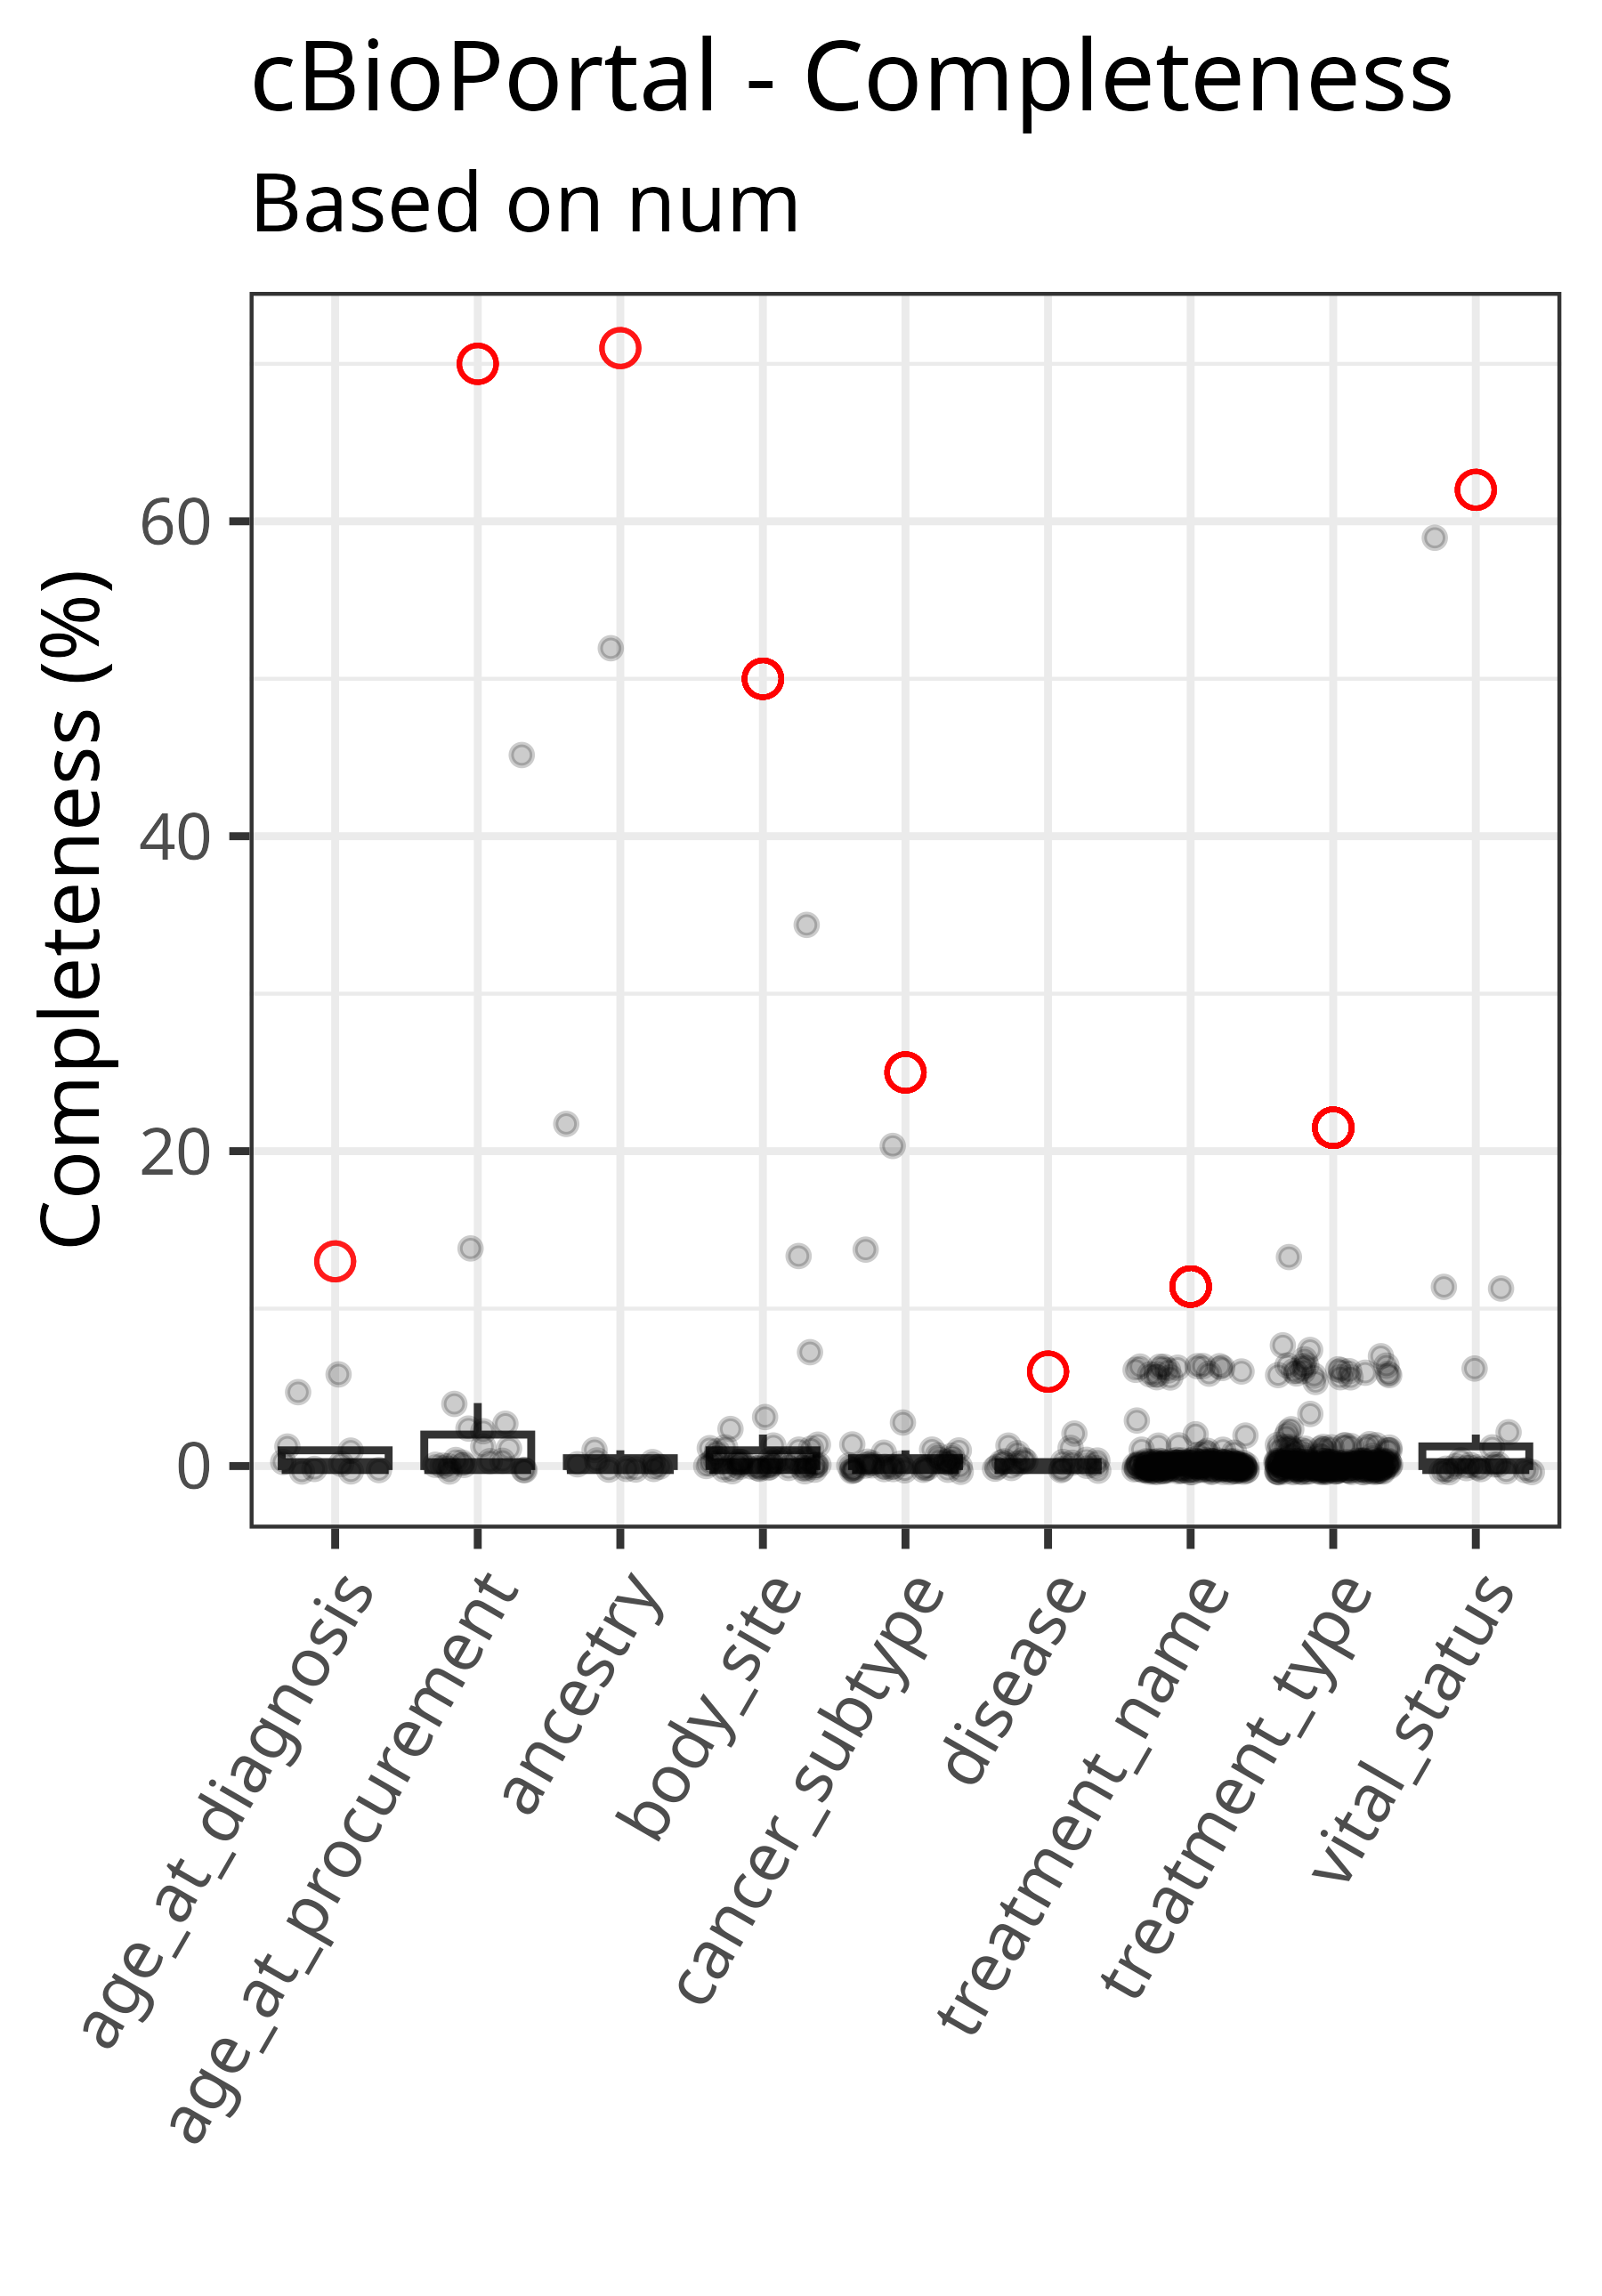 cBioPortal - Completeness
Based on num
Completeness (%)
60
40
20
0
age_at_diagnosis
age_at_procurement
ancestry
body_site
cancer_subtype
disease
treatment_name
treatment_type
vital_status